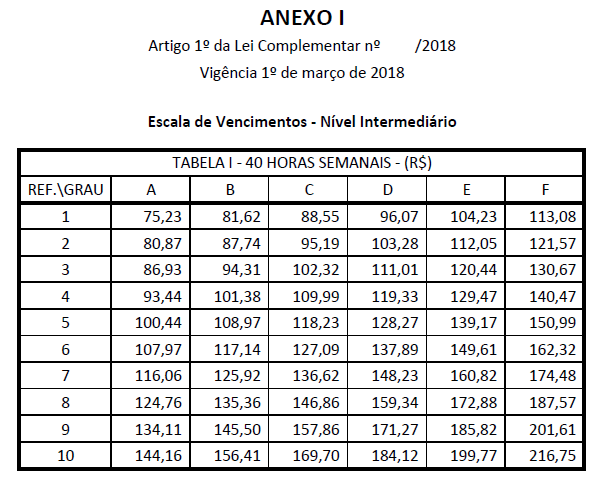 ANEXO I
Artigo 1º da Lei Complementar nº /2018
Vigência 1º de março de 2018
Escala de Vencimentos - Nível Intermediário
TABELA I - 40 HORAS SEMANAIS - (R$)
REF.\GRAU A B C D E F
1 75,23 81,62 88,55 96,07 104,23 113,08
2 80,87 87,74 95,19 103,28 112,05 121,57
3 86,93 94,31 102,32 111,01 120,44 130,67
4 93,44 101,38 109,99 119,33 129,47 140,47
5 100,44 108,97 118,23 128,27 139,17 150,99
6 107,97 117,14 127,09 137,89 149,61 162,32
7 116,06 125,92 136,62 148,23 160,82 174,48
8 124,76 135,36 146,86 159,34 172,88 187,57
9 134,11 145,50 157,86 171,27 185,82 201,61
10 144,16 156,41 169,70 184,12 199,77 216,75